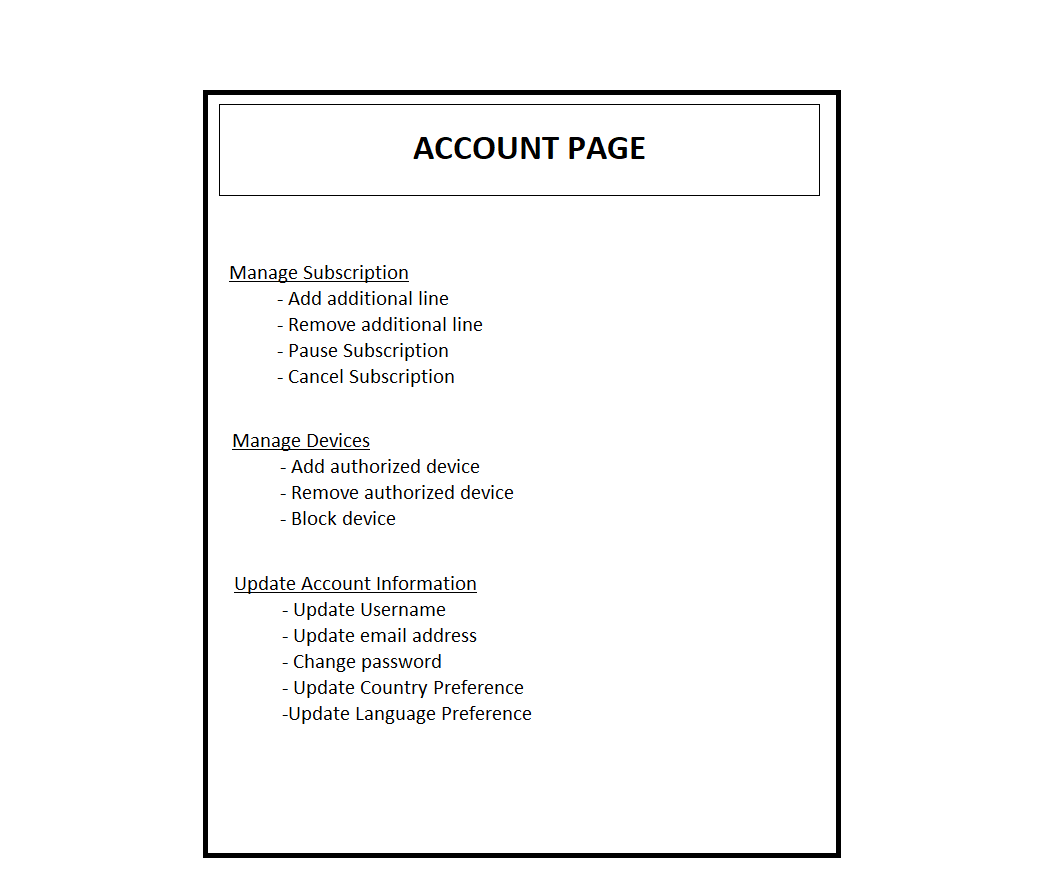 ACCOUNT PAGE
Manage Subscription
- Add additional line
- Remove additional line
- Pause Subscription
- Cancel Subscription
Manage Devices
- Add authorized device
- Remove authorized device
- Block device
Update Account Information
- Update Username
- Update email address
- Change password
- Update Country Preference
-Update Language Preference